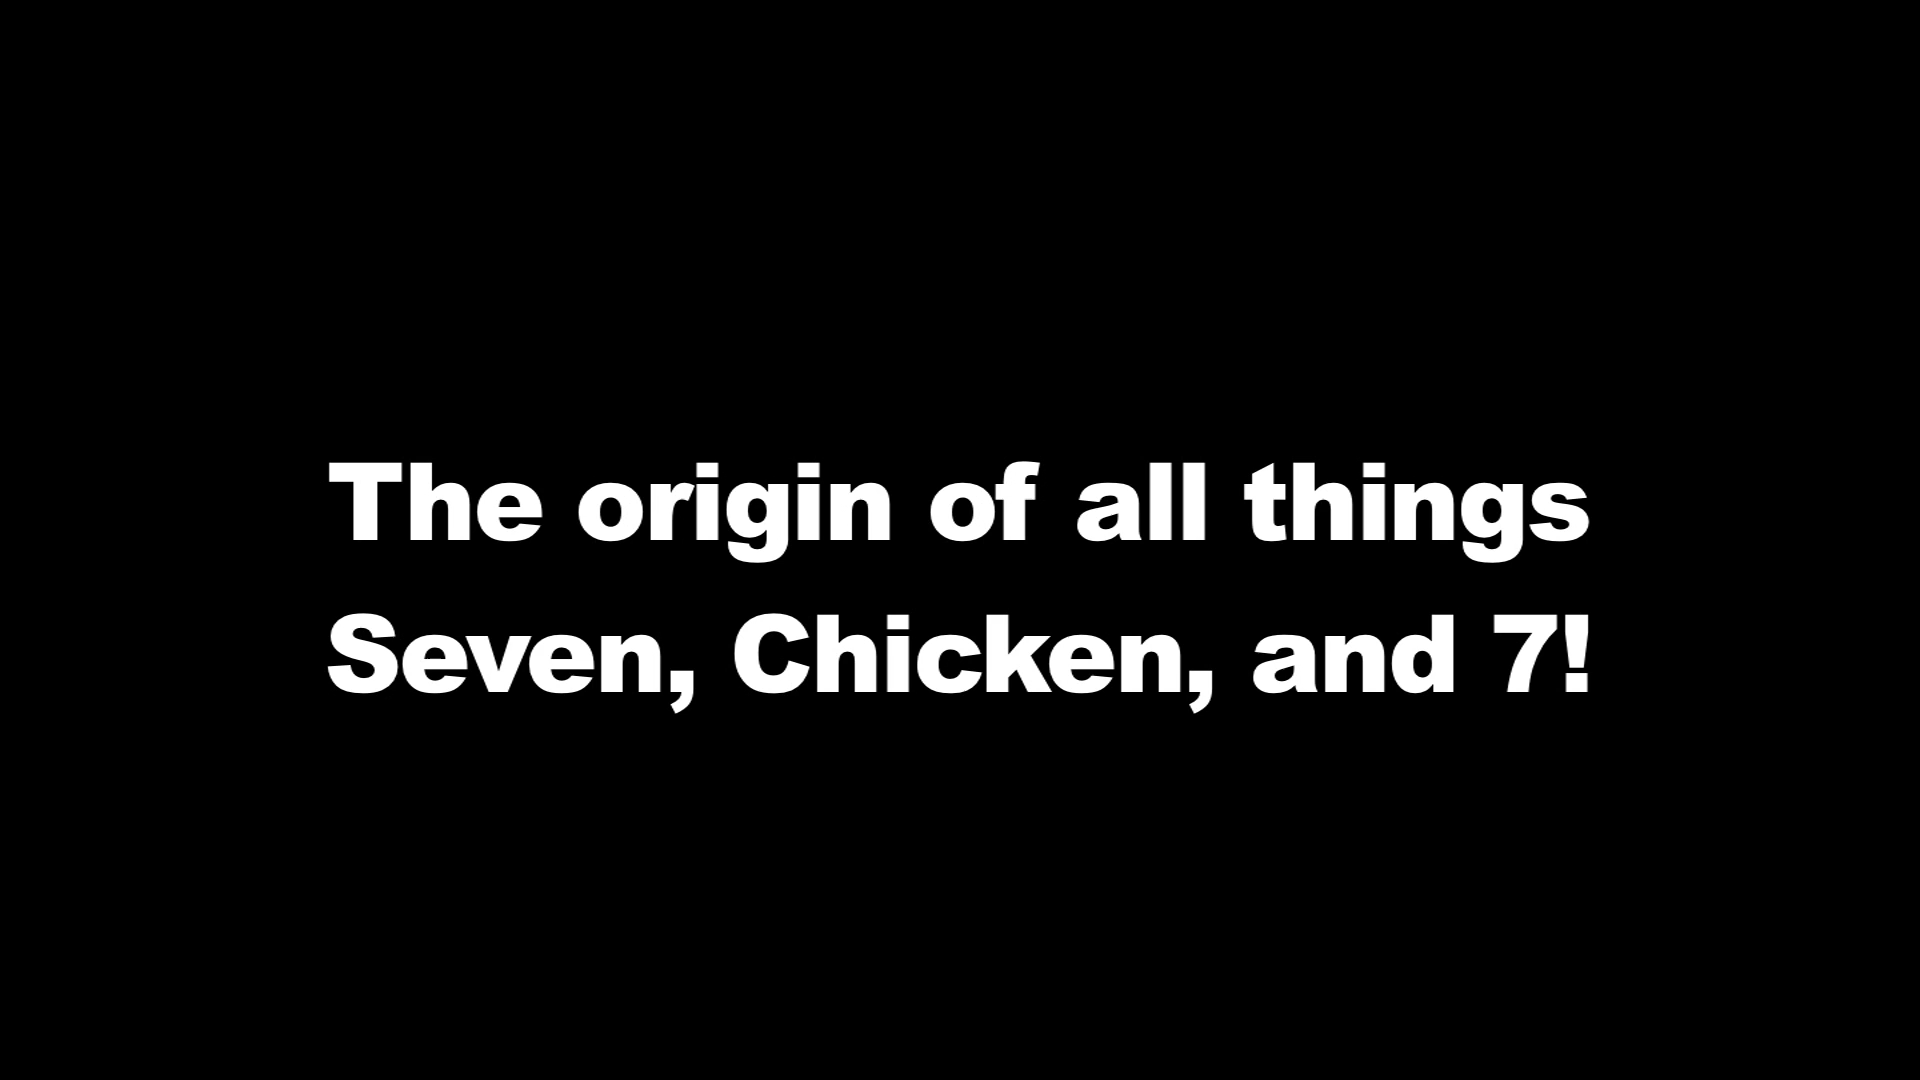 The origin of all things
Seven, Chicken, and 7!